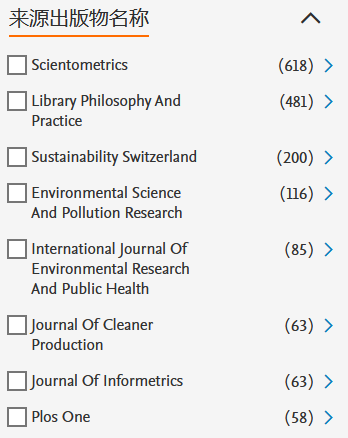 来源出版物名称
Scientometrics (618)
Library Philosophy And (481)
Practice
Sustainability Switzerland (200)
Environmental Science (116)
And Pollution Research
International Journal Of (85)
Environmental Research
And Public Health
Journal Of Cleaner (63)
Production
Journal Of Informetrics (63)
Plos One (58)